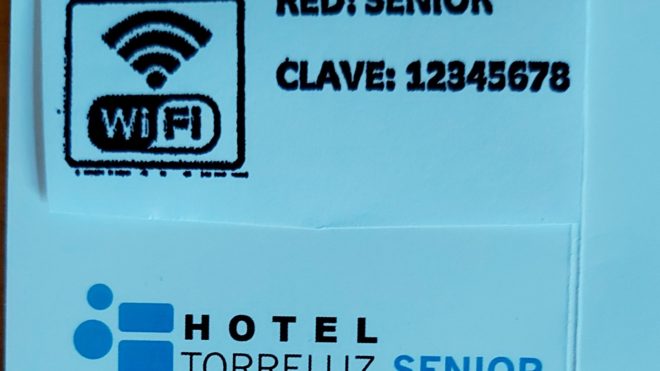 RED: SENIOR
CLAVE: 12345678
WiFi
HOTEL
TORRELUZ SENIOR